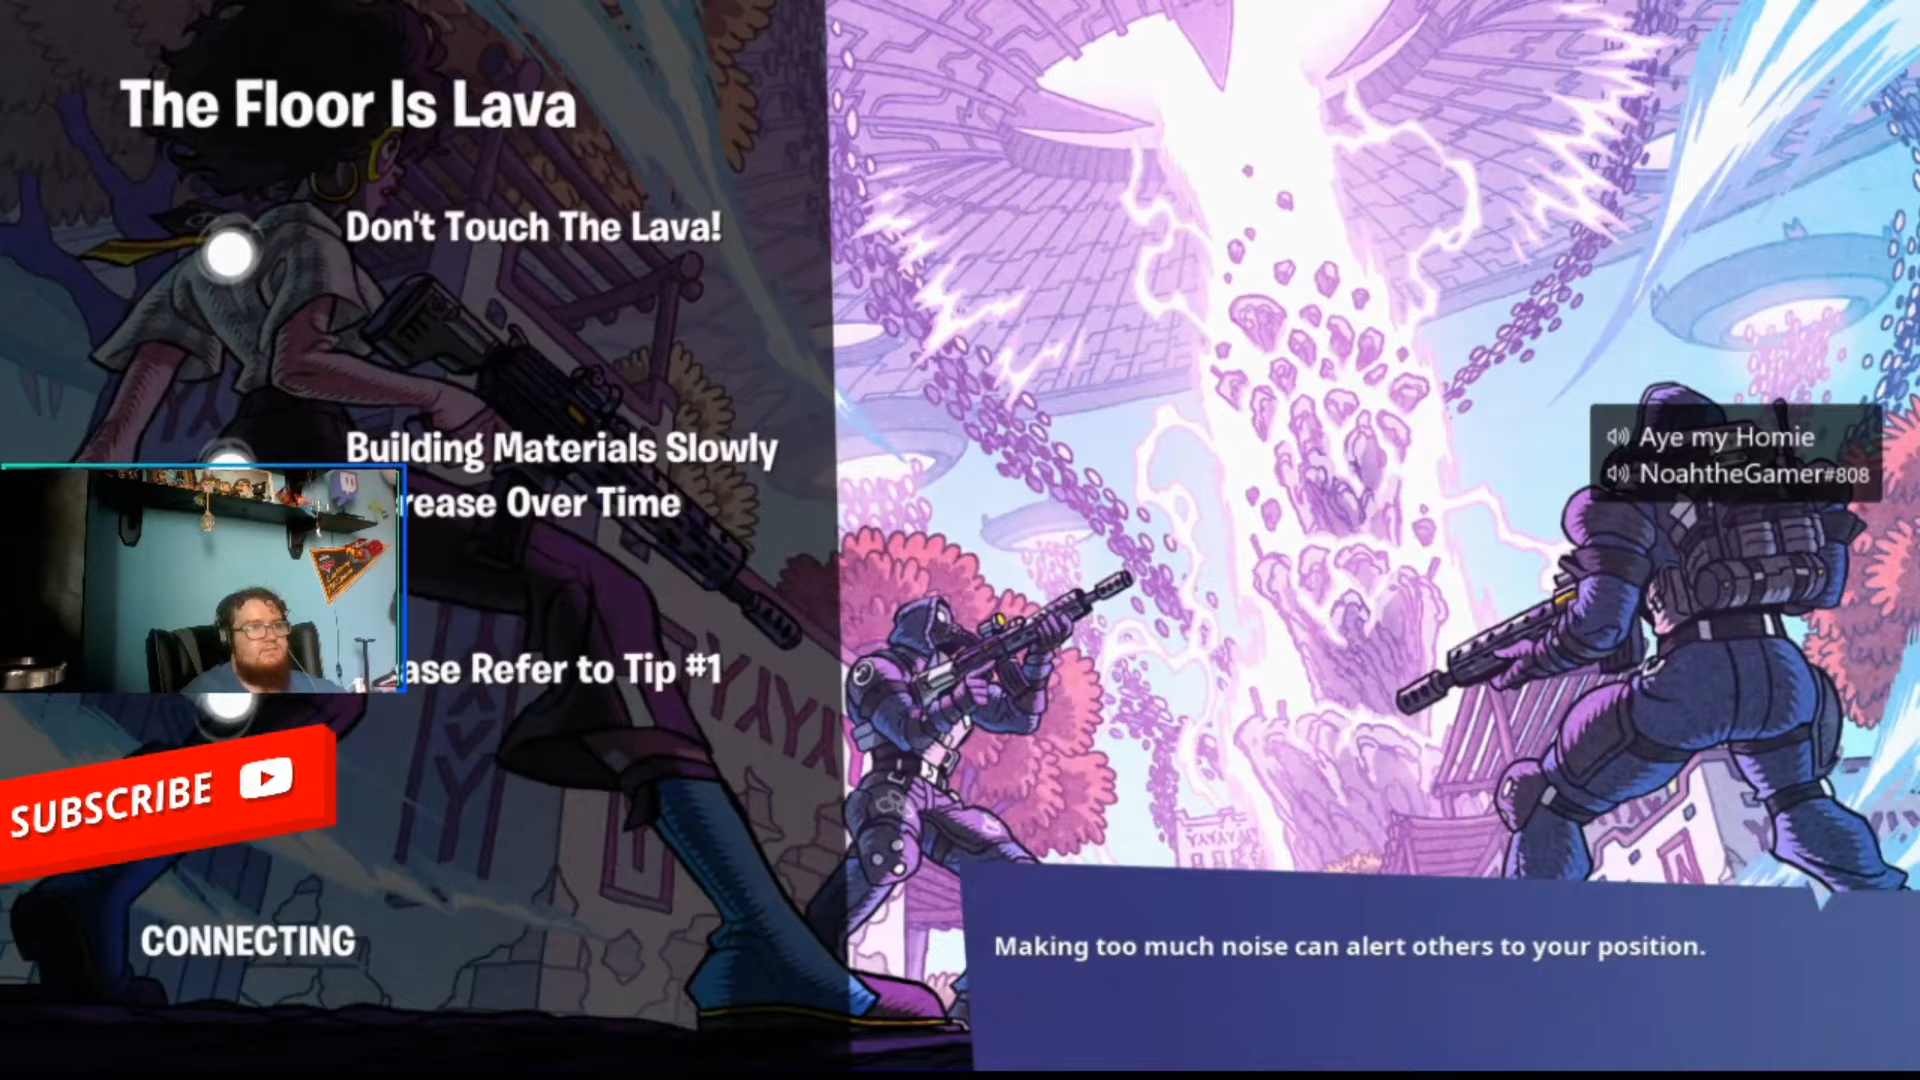 The Floor Is Lava
Don't Touch The Lava!
Building Materials Slowly
rease Over Time
ase Refer to Tip #1
Aye my Homie
NoahtheGamer#808
SUBSCRIBE
CONNECTING
Making too much noise can alert others to your position.